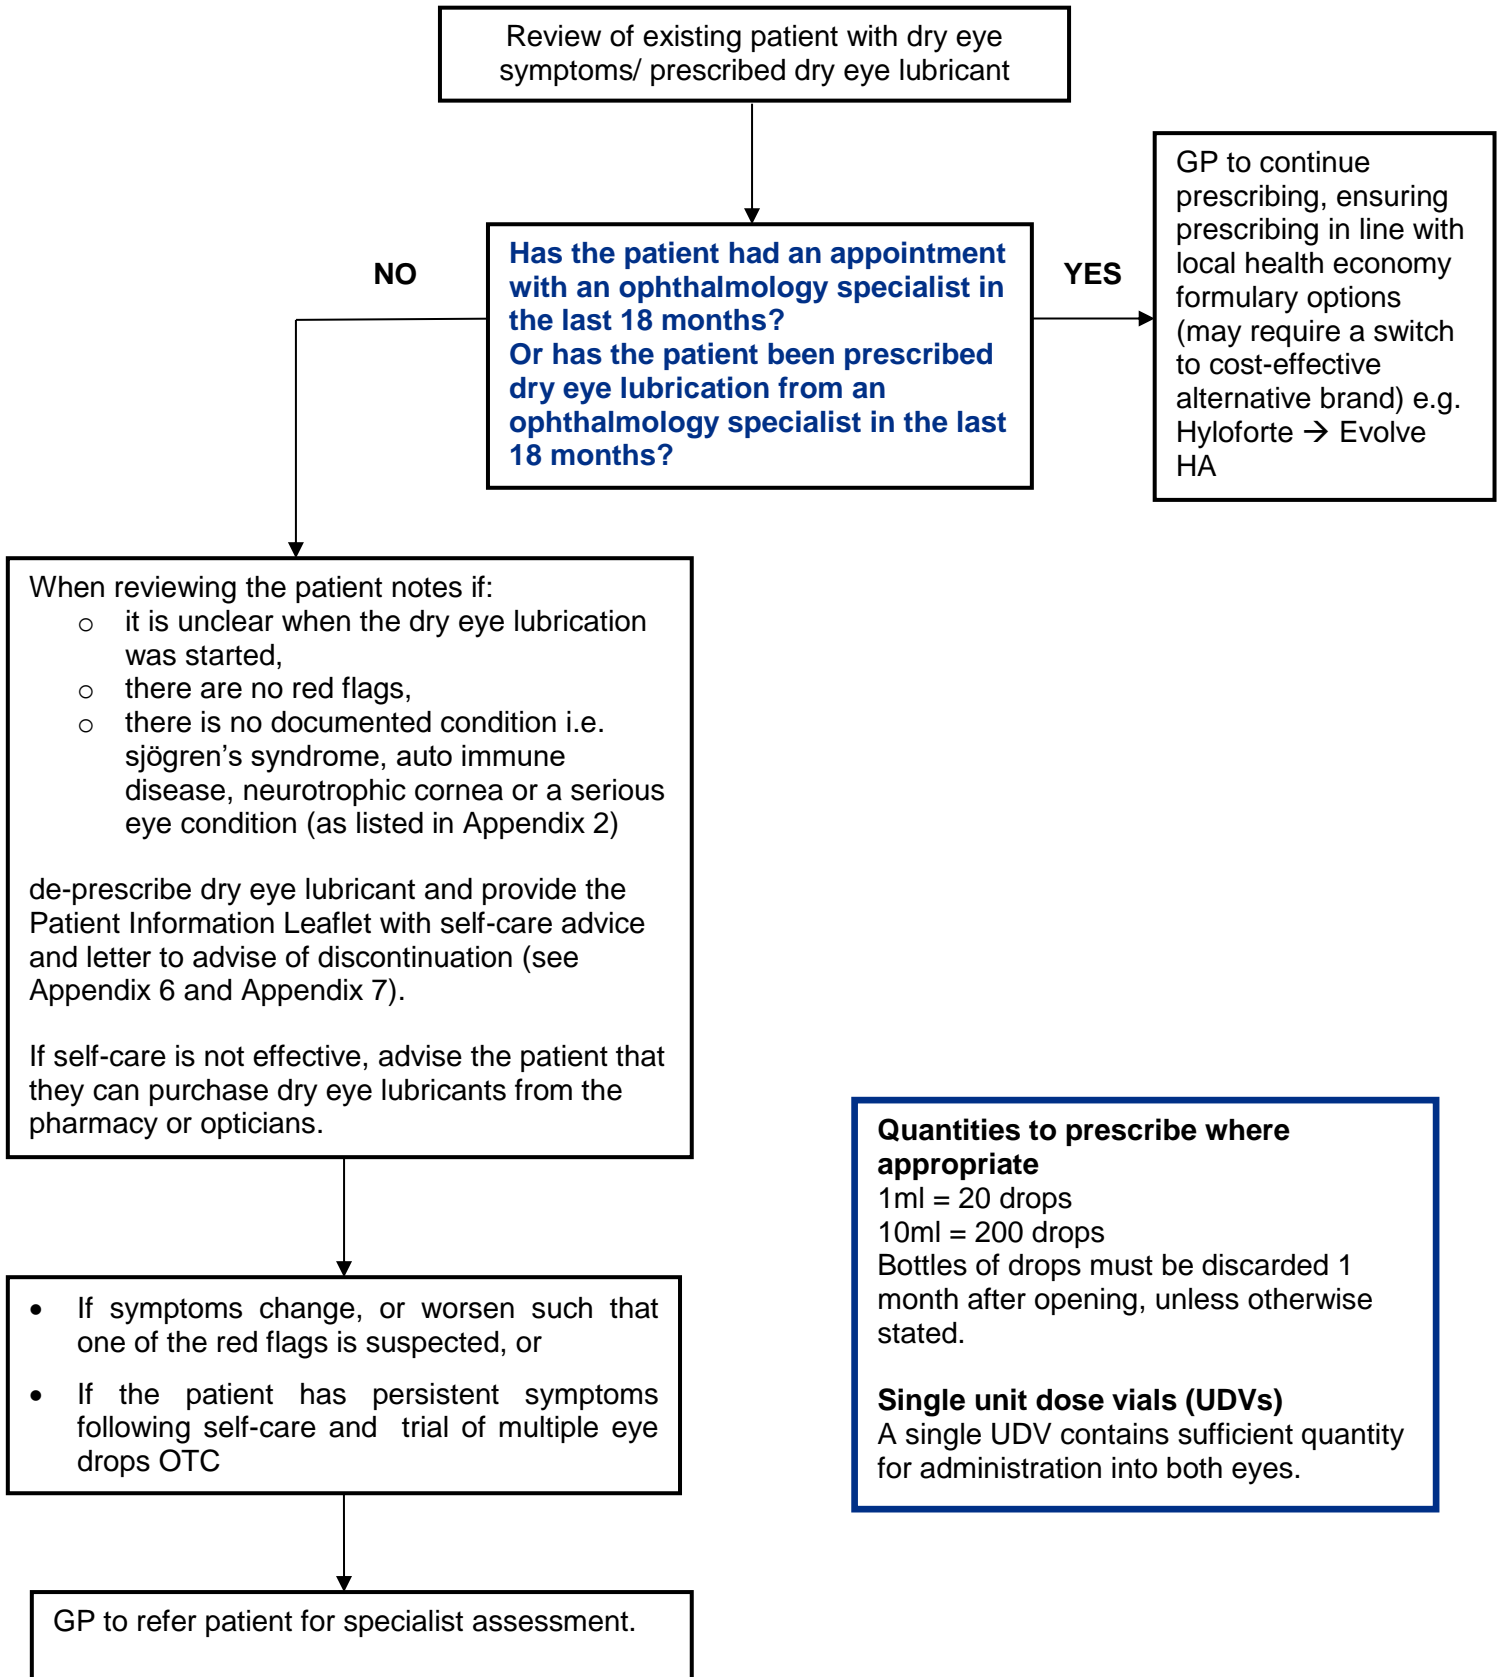 Review of existing patient with dry eye
symptoms/ prescribed dry eye lubricant
GP to continue
prescribing, ensuring
prescribing in line with
local health economy
formulary options
(may require a switch
to cost-effective
alternative brand) e.g.
Hyloforte → Evolve
HA
NO
Has the patient had an appointment
with an ophthalmology specialist in
the last 18 months?
Or has the patient been prescribed
dry eye lubrication from an
ophthalmology specialist in the last
18 months?
YES
When reviewing the patient notes if:
○ it is unclear when the dry eye lubrication
was started,
○ there are no red flags,
○ there is no documented condition i.e.
sjögren’s syndrome, auto immune
disease, neurotrophic cornea or a serious
eye condition (as listed in Appendix 2)
de-prescribe dry eye lubricant and provide the
Patient Information Leaflet with self-care advice
and letter to advise of discontinuation (see
Appendix 6 and Appendix 7).
If self-care is not effective, advise the patient that
they can purchase dry eye lubricants from the
pharmacy or opticians.
Quantities to prescribe where
appropriate
1ml = 20 drops
10ml = 200 drops
Bottles of drops must be discarded 1
month after opening, unless otherwise
stated.
Single unit dose vials (UDVs)
A single UDV contains sufficient quantity
for administration into both eyes.
• If symptoms change, or worsen such that
one of the red flags is suspected, or
• If the patient has persistent symptoms
following self-care and trial of multiple eye
drops OTC
GP to refer patient for specialist assessment.